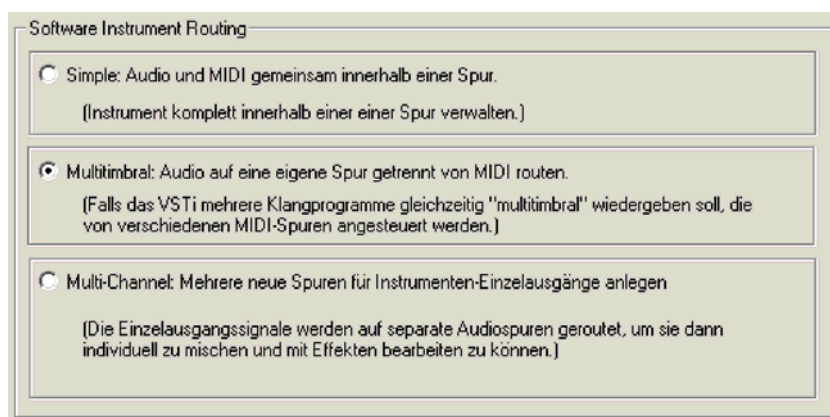 Software Instrument Routing
Simple: Audio und MIDI gemeinsam innerhalb einer Spur.
(Instrument komplett innerhalb einer einer Spur verwalten.)
Multitimbral: Audio auf eine eigene Spur getrennt von MIDI routen.
(Falls das VSTi mehrere Klangprogramme gleichzeitig "multitimbral" wiedergeben soll, die
von verschiedenen MIDI-Spuren angesteuert werden.)
Multi-Channel: Mehrere neue Spuren für Instrumenten-Einzelausgänge anlegen
(Die Einzelausgangssignale werden auf separate Audiospuren geroutet, um sie dann
individuell zu mischen und mit Effekten bearbeiten zu können.)